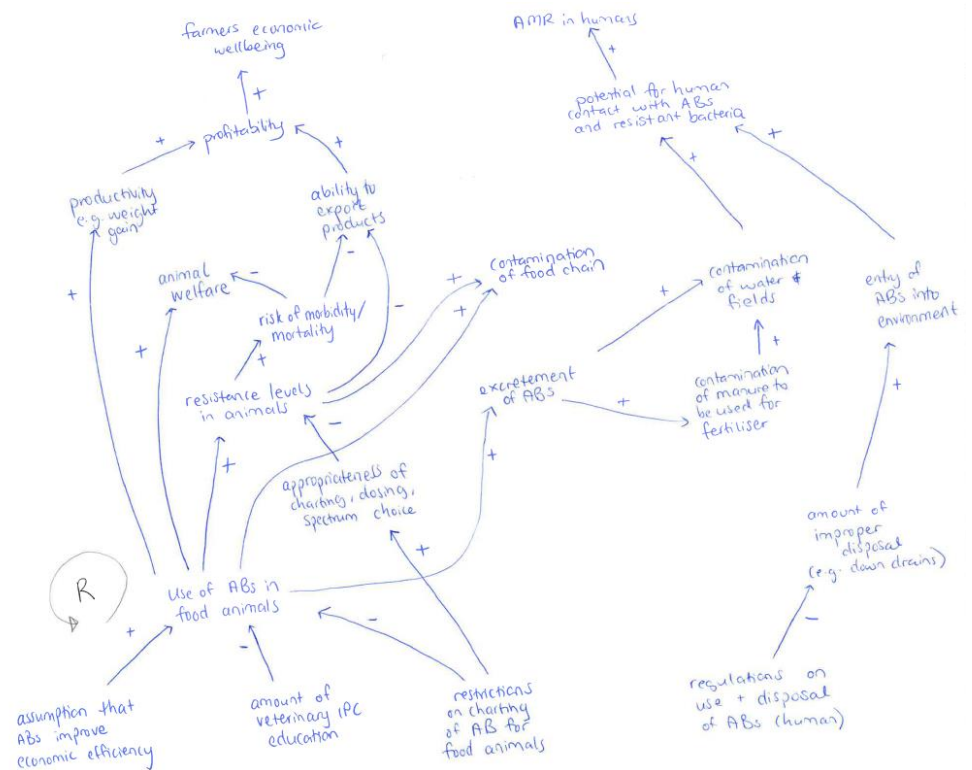 farmers economic
wellbeing
AMR in humans
+
+
potential for human
contact with ABs
and resistant bacteria
profitability
+
+
+
+
productivity
e.g. weight
gain
ability to
export
products
animal
welfare
-
-
contamination
of food chain
contamination
of water &
fields
entry of
ABs into
environment
+
+
+
+
-
risk of morbidity/
mortality
+
+
+
resistance levels
in animals
-
excretement
of ABs
+
contamination
of manure to
be used for
fertiliser
+
+
appropriateness of
charting, dosing,
spectrum choice
+
+
amount of
improper
disposal
(e.g. down drains)
R
use of ABs in
food animals
+
-
-
-
assumption that
ABs improve
economic efficiency
amount of
veterinary IPC
education
restrictions
on charting
of AB for
food animals
regulations on
use + disposal
of ABs (human)